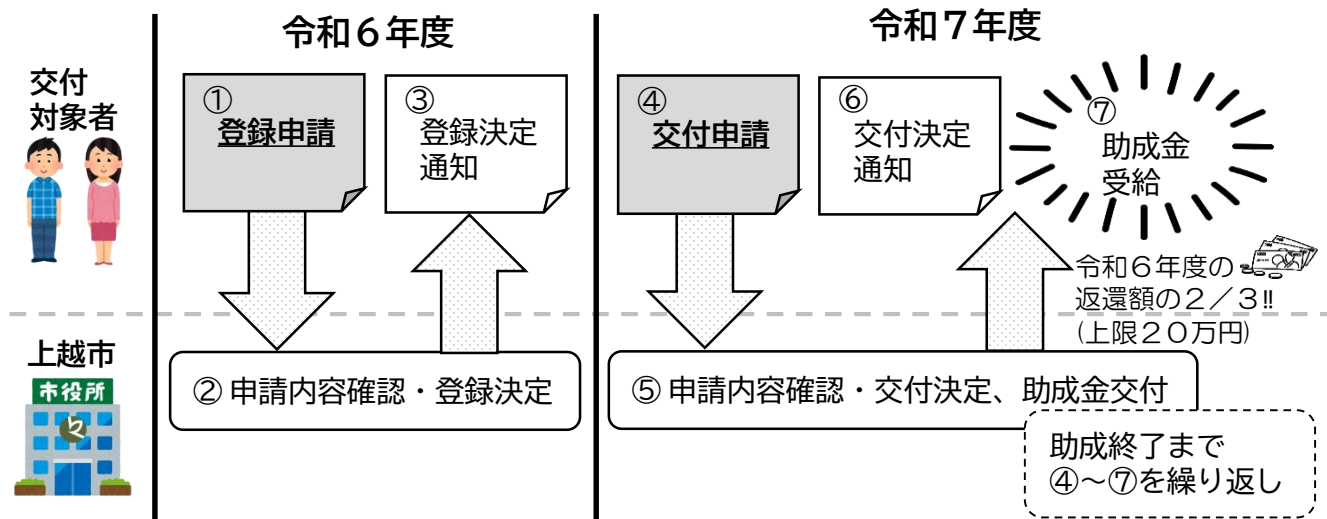 令和６年度
令和７年度
交付
対象者
①
登録申請
③
登録決定
通知
④
交付申請
⑥
交付決定
通知
⑦
助成金
受給
令和６年度の
返還額の２／３!!
(上限２０万円)
上越市
市役所
② 申請内容確認・登録決定
⑤ 申請内容確認・交付決定、助成金交付
助成終了まで
④～⑦を繰り返し